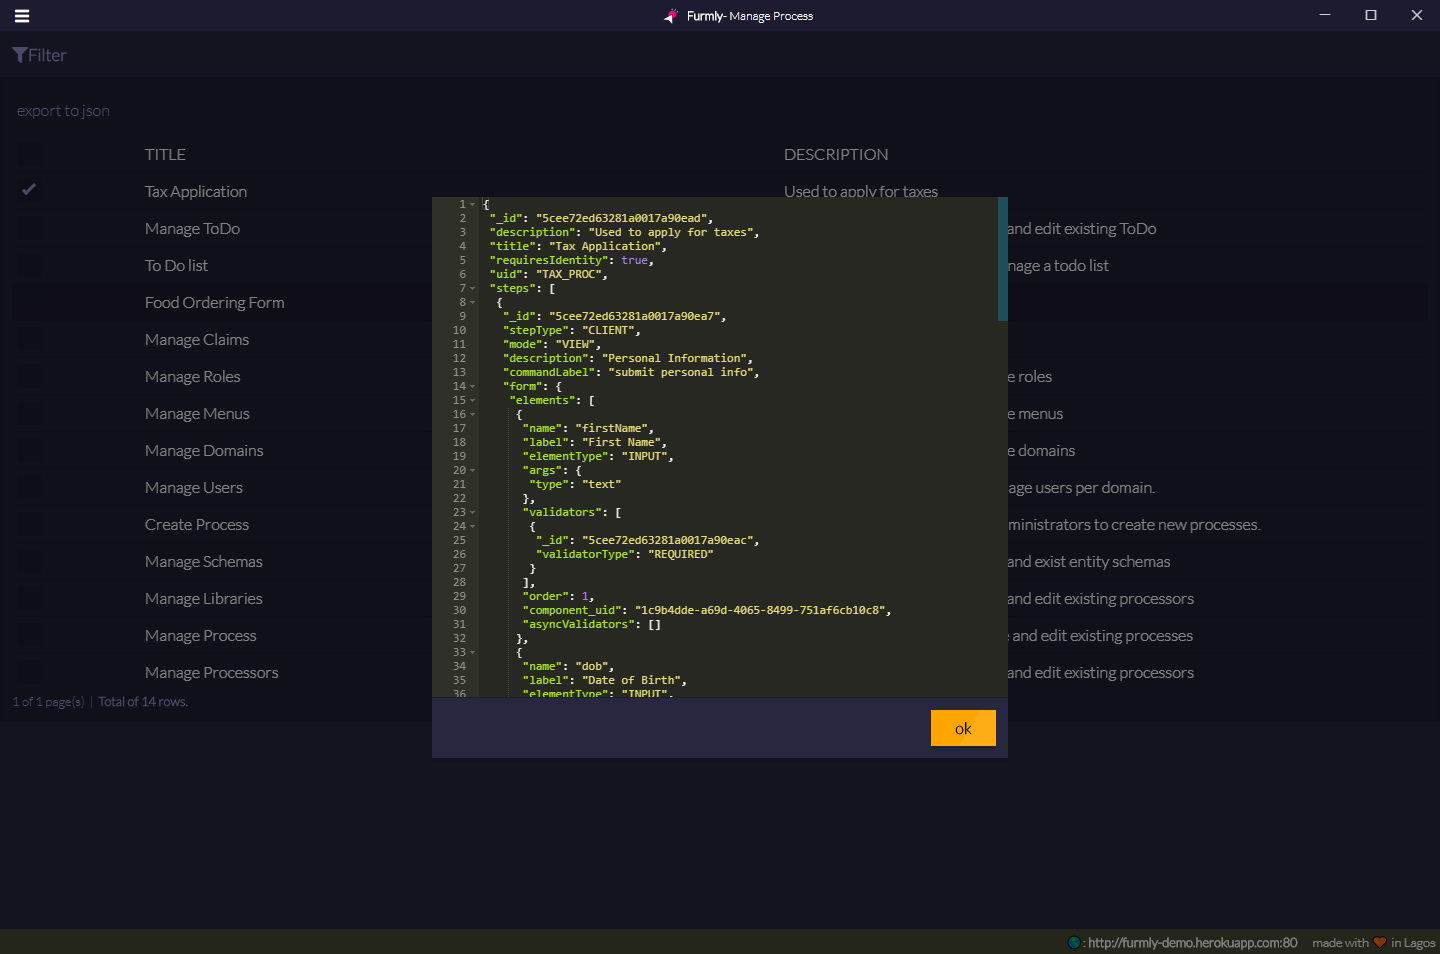 Furmly- Manage Process
Filter
export to json
TITLE DESCRIPTION
Tax Application Used to apply for taxes
Manage ToDo and edit existing ToDo
To Do list nage a todo list
Food Ordering Form
Manage Claims
Manage Roles e roles
Manage Menus e menus
Manage Domains e domains
Manage Users age users per domain.
Create Process ministrators to create new processes.
Manage Schemas and exist entity schemas
Manage Libraries and edit existing processors
Manage Process e and edit existing processes
Manage Processors and edit existing processors
1 of 1 page(s) | Total of 14 rows.
1 {
2 "_id": "5cee72ed63281a0017a90ead",
3 "description": "Used to apply for taxes",
4 "title": "Tax Application",
5 "requiresIdentity": true,
6 "uid": "TAX_PROC",
7 "steps": [
8 {
9 "_id": "5cee72ed63281a0017a90ea7",
10 "stepType": "CLIENT",
11 "mode": "VIEW",
12 "description": "Personal Information",
13 "commandLabel": "submit personal info",
14 "form": {
15 "elements": [
16 {
17 "name": "firstName",
18 "label": "First Name",
19 "elementType": "INPUT",
20 "args": {
21 "type": "text"
22 },
23 "validators": [
24 {
25 "_id": "5cee72ed63281a0017a90eac",
26 "validatorType": "REQUIRED"
27 }
28 ],
29 "order": 1,
30 "component_uid": "1c9b4dde-a69d-4065-8499-751af6cb10c8",
31 "asyncValidators": []
32 },
33 {
34 "name": "dob",
35 "label": "Date of Birth",
36 "elementType": "INPUT",
ok
: http://furmly-demo.herokuapp.com:80 made with in Lagos